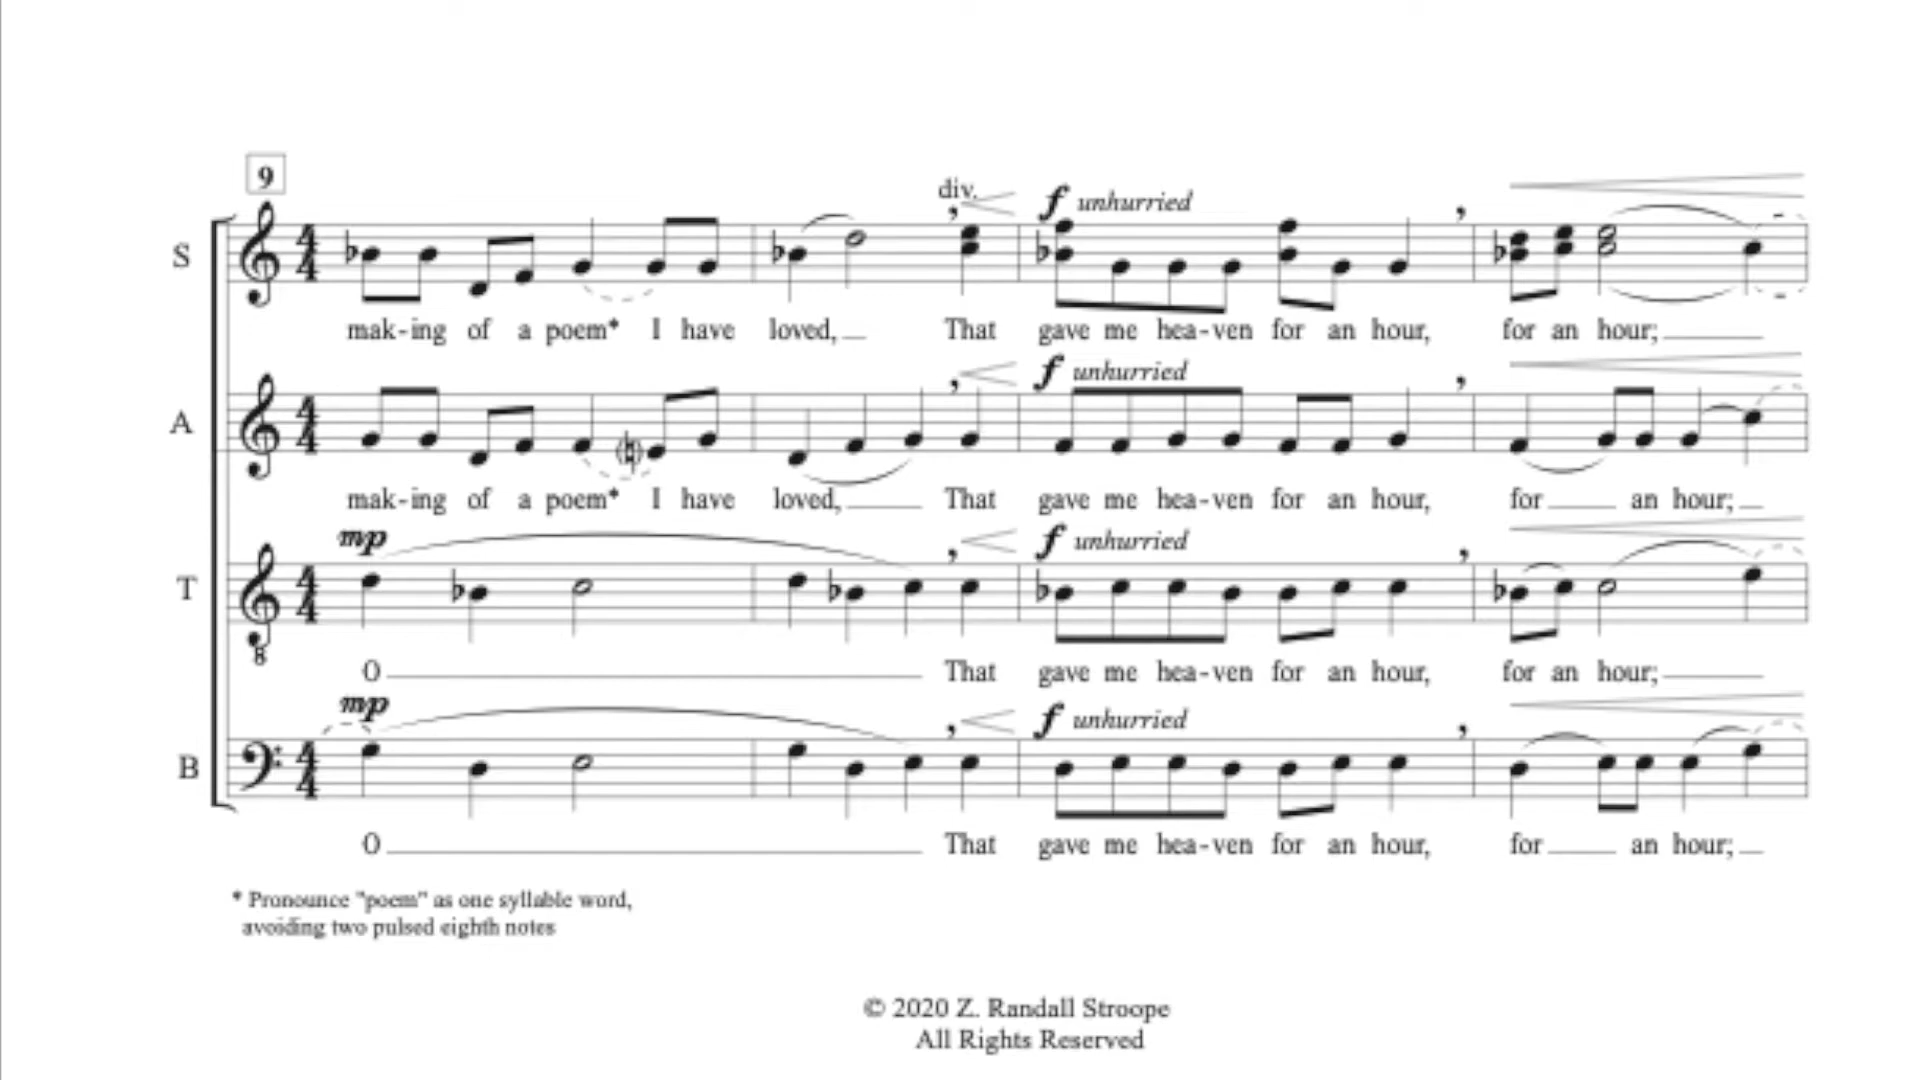 9
div.
f unhurried
S
mak-ing of a poem* I have loved, That gave me hea-ven for an hour, for an hour;
f unhurried
A
mak-ing of a poem* I have loved, That gave me hea-ven for an hour, for an hour;
mp
f unhurried
T
8
O That gave me hea-ven for an hour, for an hour;
mp
f unhurried
B
O That gave me hea-ven for an hour, for an hour;
* Pronounce "poem" as one syllable word,
avoiding two pulsed eighth notes
© 2020 Z. Randall Stroope
All Rights Reserved